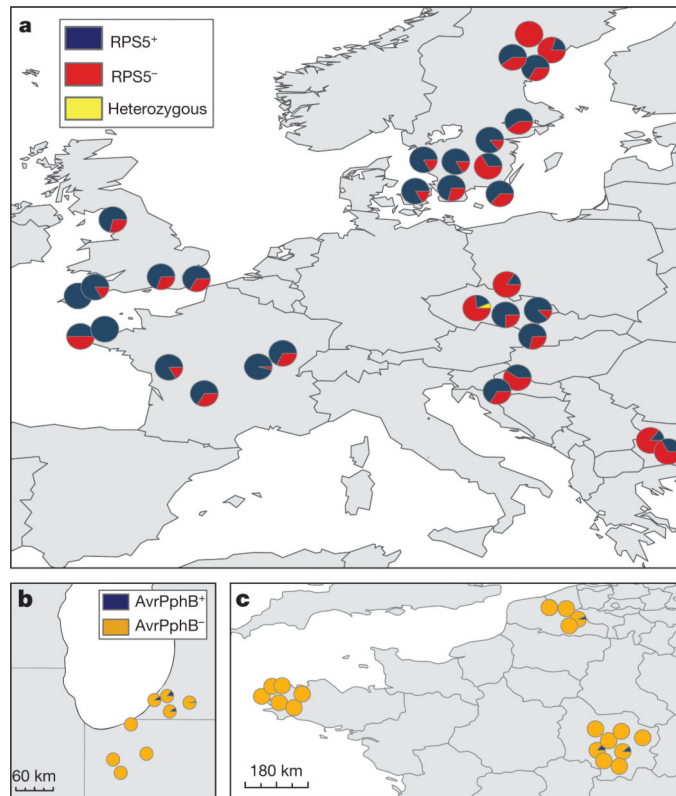 a
RPS5⁺
RPS5⁻
Heterozygous
b
AvrPphB⁺
AvrPphB⁻
60 km
c
180 km